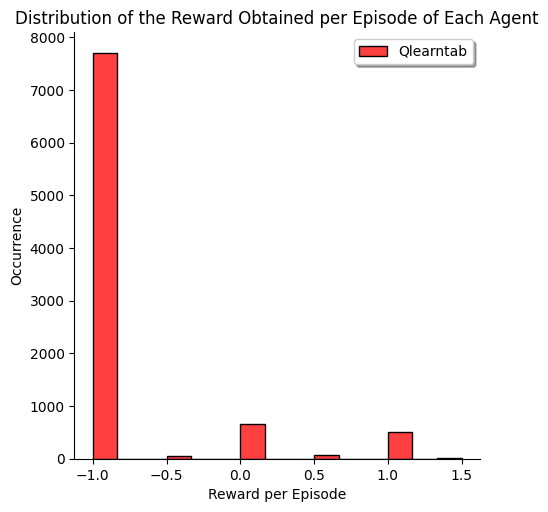 Distribution of the Reward Obtained per Episode of Each Agent
Qlearntab
8000
7000
6000
5000
4000
3000
2000
1000
0
Occurrence
−1.0 −0.5 0.0 0.5 1.0 1.5
Reward per Episode